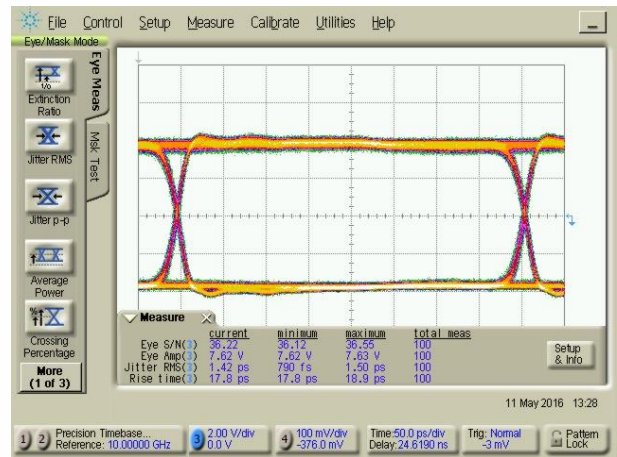 File Control Setup Measure Calibrate Utilities Help
Eye/Mask Mode
Eye Meas
Msk Test
Extinction
Ratio
Jitter RMS
Jitter p-p
Average
Power
Crossing
Percentage
More
(1 of 3)
Measure
current minimum maximum total meas
Eye S/N(3) 36.22 36.12 36.55 100
Eye Amp(3) 7.62 V 7.62 V 7.63 V 100
Jitter RMS(3) 1.42 ps 790 fs 1.50 ps 100
Rise time(3) 17.8 ps 17.8 ps 18.9 ps 100
Setup
& Info
11 May 2016 13:28
1 2 Precision Timebase...
Reference: 10.00000 GHz
3 2.00 V/div
0.0 V
4 100 mV/div
-376.0 mV
Time:50.0 ps/div
Delay:24.6190 ns
Trig: Normal
-3 mV
Pattern
Lock